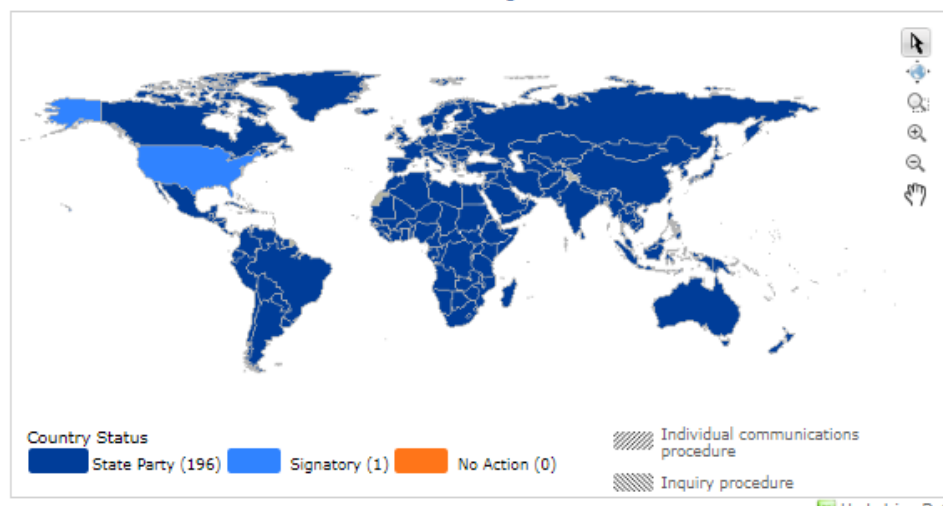 Country Status
State Party (196) Signatory (1) No Action (0)
Individual communications
procedure
Inquiry procedure